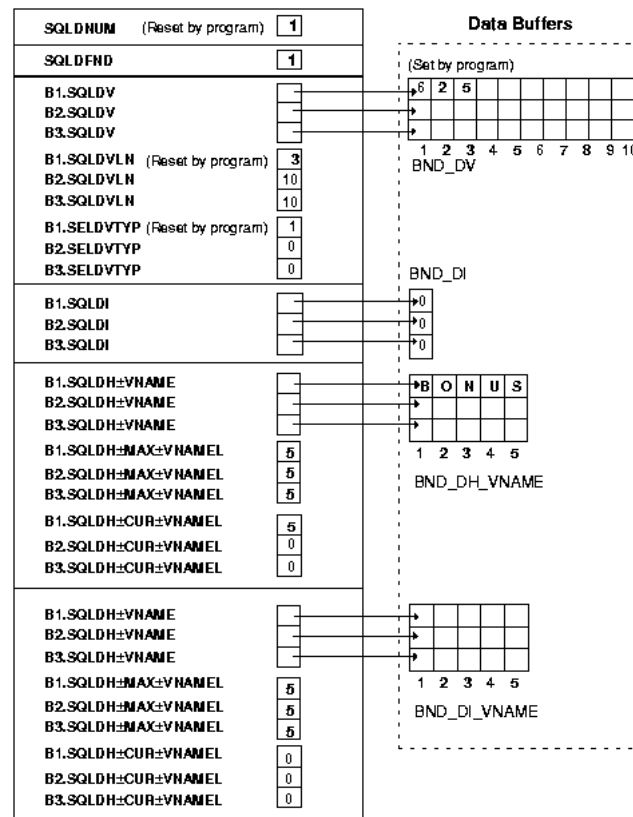 SQLDNUM (Reset by program) 1
Data Buffers
SQLDFND 1
(Set by program)
B1.SQLDV 6 2 5
B2.SQLDV
B3.SQLDV
1 2 3 4 5 6 7 8 9 10
BND_DV
B1.SQLDVLN (Reset by program) 3
B2.SQLDVLN 10
B3.SQLDVLN 10
B1.SELDVTYP (Reset by program) 1
B2.SELDVTYP 0
B3.SELDVTYP 0
BND_DI
B1.SQLDI 0
B2.SQLDI 0
B3.SQLDI 0
B1.SQLDH±VNAME B O N U S
B2.SQLDH±VNAME
B3.SQLDH±VNAME
1 2 3 4 5
BND_DH_VNAME
B1.SQLDH±MAX±VNAMEL 5
B2.SQLDH±MAX±VNAMEL 5
B3.SQLDH±MAX±VNAMEL 5
B1.SQLDH±CUR±VNAMEL 5
B2.SQLDH±CUR±VNAMEL 0
B3.SQLDH±CUR±VNAMEL 0
B1.SQLDH±VNAME
B2.SQLDH±VNAME
B3.SQLDH±VNAME
1 2 3 4 5
BND_DI_VNAME
B1.SQLDH±MAX±VNAMEL 5
B2.SQLDH±MAX±VNAMEL 5
B3.SQLDH±MAX±VNAMEL 5
B1.SQLDH±CUR±VNAMEL 0
B2.SQLDH±CUR±VNAMEL 0
B3.SQLDH±CUR±VNAMEL 0